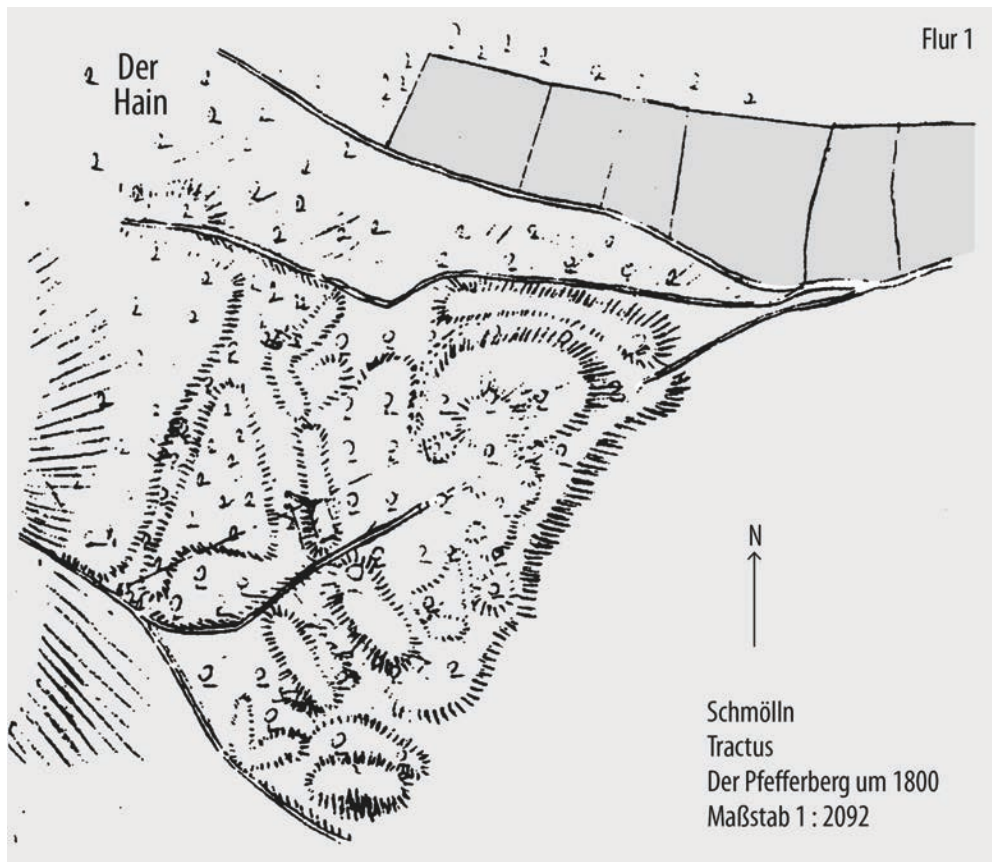 Flur 1
Der
Hain
N
Schmölln
Tractus
Der Pfefferberg um 1800
Maßstab 1 : 2092